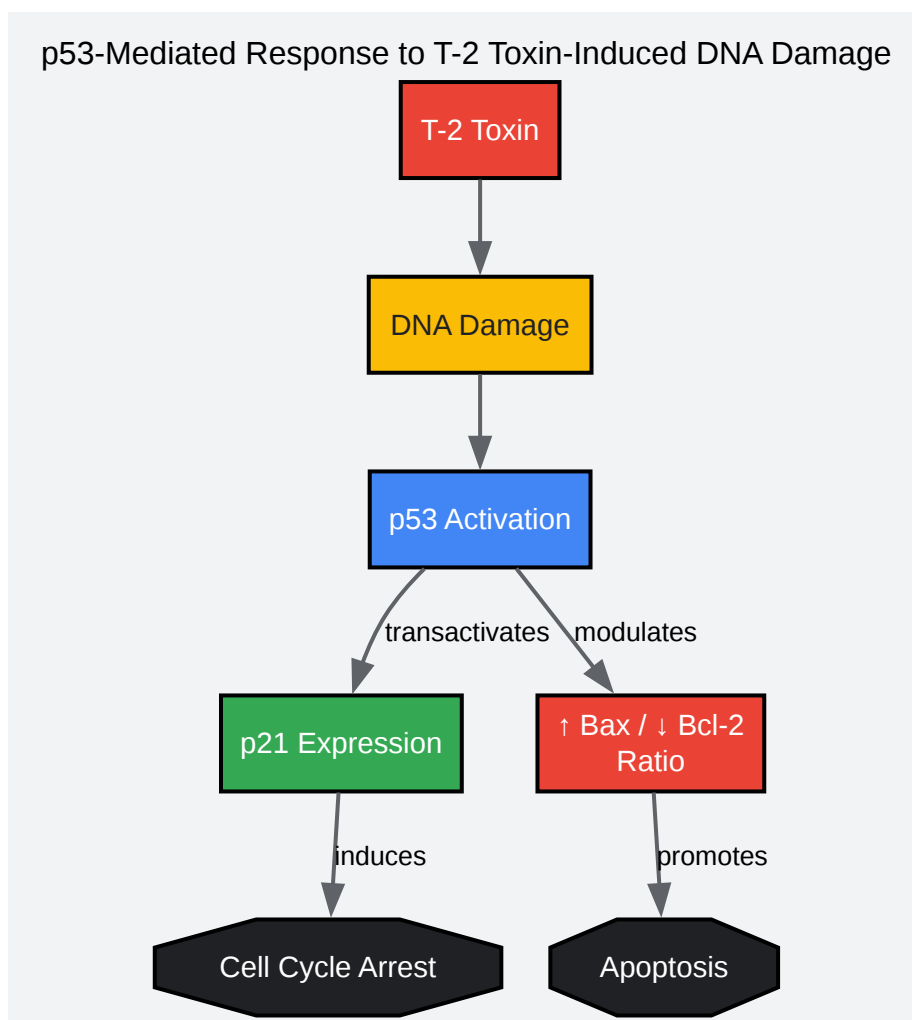 p53-Mediated Response to T-2 Toxin-Induced DNA Damage
T-2 Toxin
DNA Damage
p53 Activation
transactivates
modulates
p21 Expression
↑ Bax / ↓ Bcl-2
Ratio
induces
promotes
Cell Cycle Arrest
Apoptosis